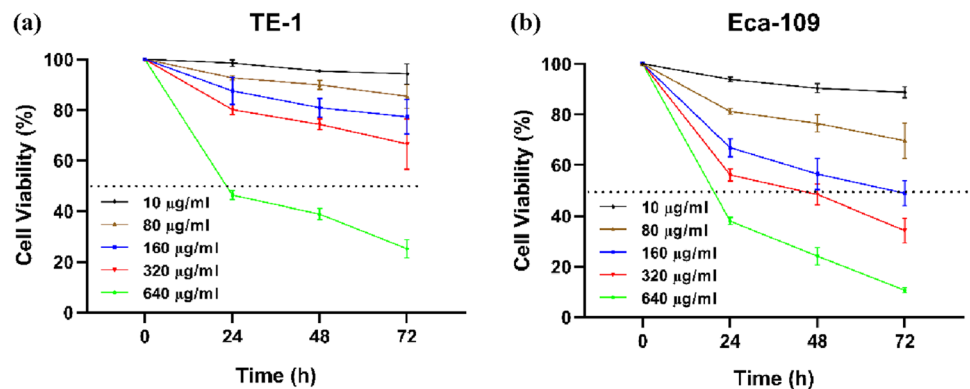 (a)
TE-1
Cell Viability (%)
100
80
60
40
20
0
10 µg/ml
80 µg/ml
160 µg/ml
320 µg/ml
640 µg/ml
0 24 48 72
Time (h)
(b)
Eca-109
Cell Viability (%)
100
80
60
40
20
0
10 µg/ml
80 µg/ml
160 µg/ml
320 µg/ml
640 µg/ml
0 24 48 72
Time (h)